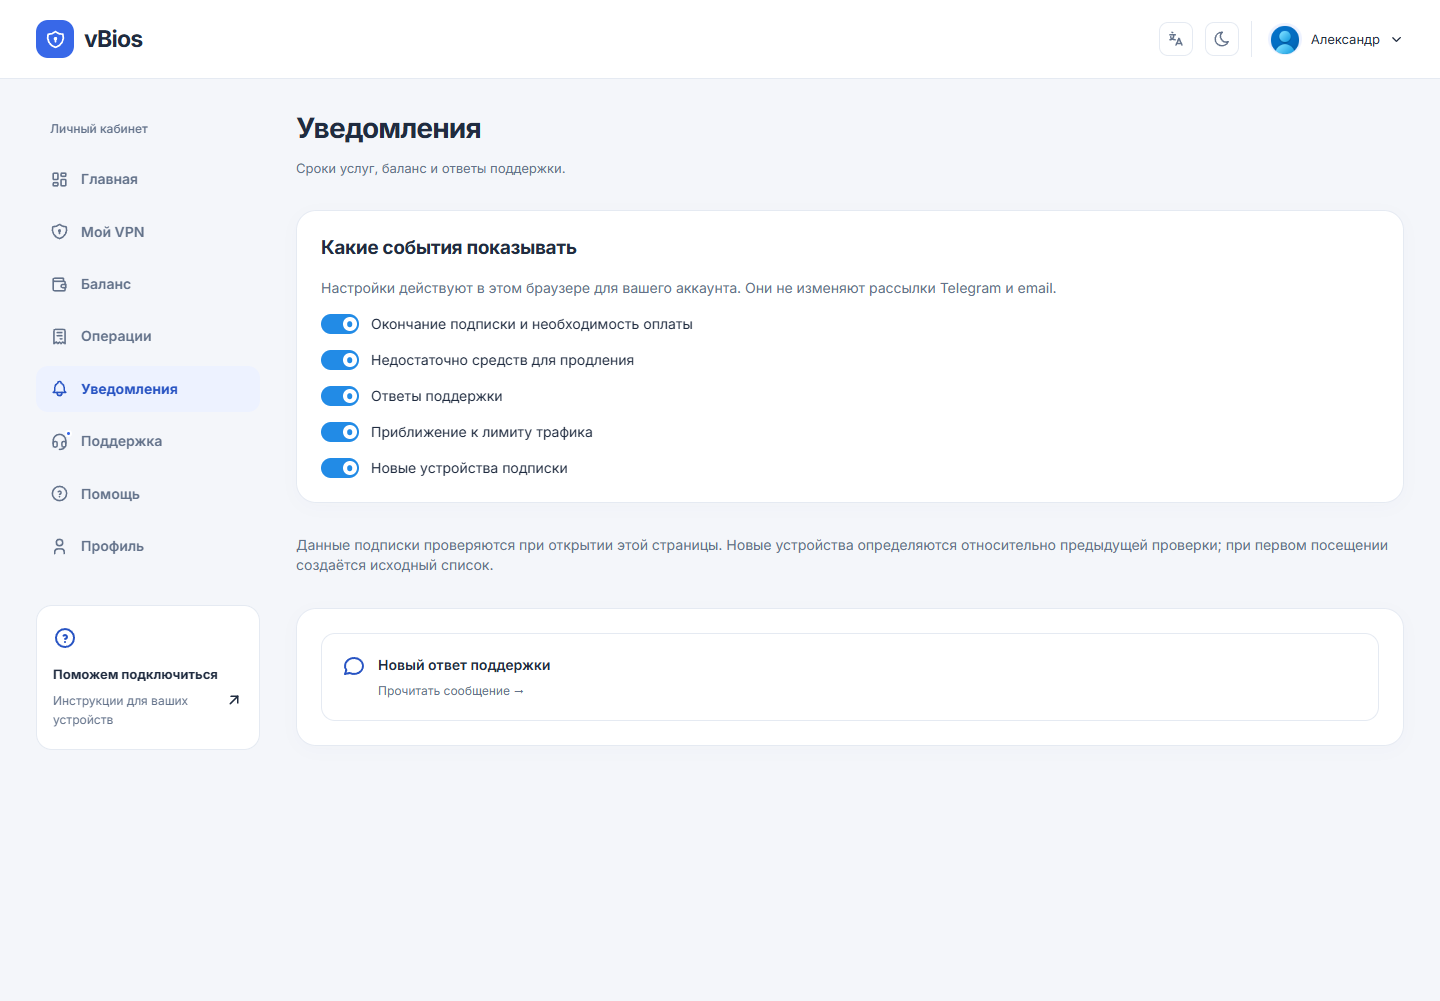 vBios
Александр
Личный кабинет
Главная
Мой VPN
Баланс
Операции
Уведомления
Поддержка
Помощь
Профиль
Поможем подключиться
Инструкции для ваших
устройств
Уведомления
Сроки услуг, баланс и ответы поддержки.
Какие события показывать
Настройки действуют в этом браузере для вашего аккаунта. Они не изменяют рассылки Telegram и email.
Окончание подписки и необходимость оплаты
Недостаточно средств для продления
Ответы поддержки
Приближение к лимиту трафика
Новые устройства подписки
Данные подписки проверяются при открытии этой страницы. Новые устройства определяются относительно предыдущей проверки; при первом посещении
создаётся исходный список.
Новый ответ поддержки
Прочитать сообщение →